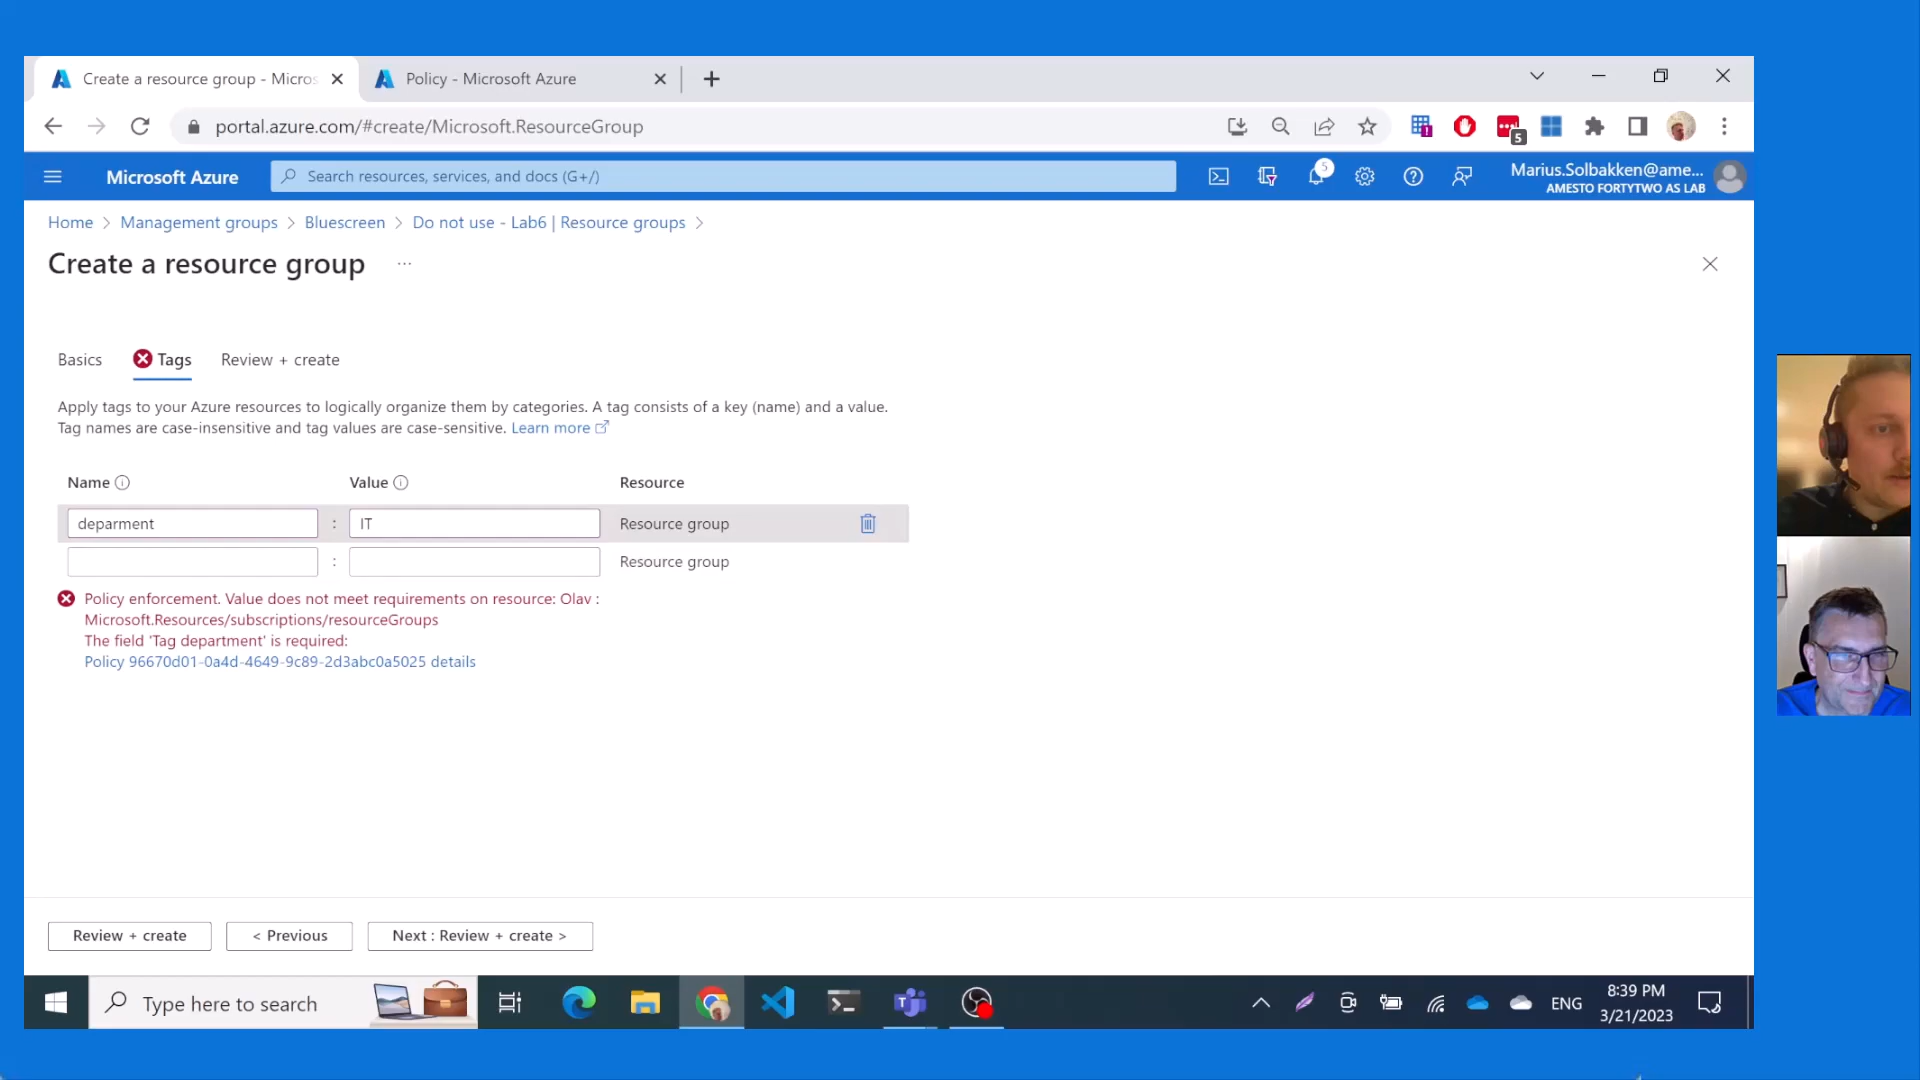 Create a resource group - Micros
Policy - Microsoft Azure
portal.azure.com/#create/Microsoft.ResourceGroup
5
Microsoft Azure
Search resources, services, and docs (G+/)
5
Marius.Solbakken@ame...
AMESTO FORTYTWO AS LAB
Home > Management groups > Bluescreen > Do not use - Lab6 | Resource groups >
Create a resource group ...
Basics
Tags
Review + create
Apply tags to your Azure resources to logically organize them by categories. A tag consists of a key (name) and a value.
Tag names are case-insensitive and tag values are case-sensitive. Learn more
Name
Value
Resource
deparment : IT Resource group
: Resource group
Policy enforcement. Value does not meet requirements on resource: Olav :
Microsoft.Resources/subscriptions/resourceGroups
The field 'Tag department' is required:
Policy 96670d01-0a4d-4649-9c89-2d3abc0a5025 details
Review + create
< Previous
Next : Review + create >
Type here to search
ENG
8:39 PM
3/21/2023